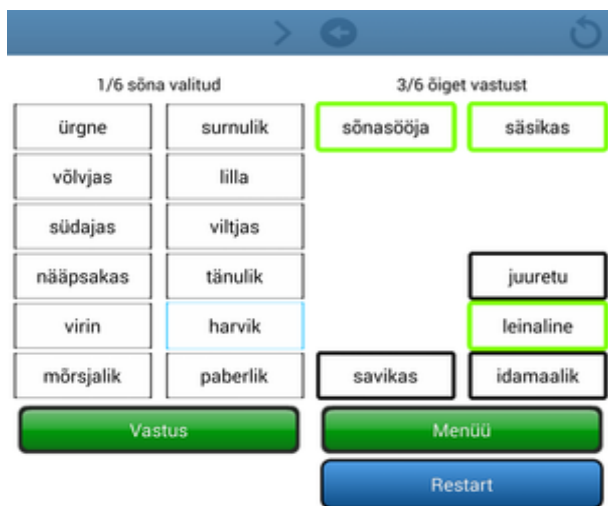 1/6 sõna valitud
3/6 õiget vastust
ürgne
surnulik
sõnasööja
säsikas
võlvjas
lilla
südajas
viltjas
nääpsakas
tänulik
juuretu
virin
harvik
leinaline
mõrsjalik
paberlik
savikas
idamaalik
Vastus
Menüü
Restart